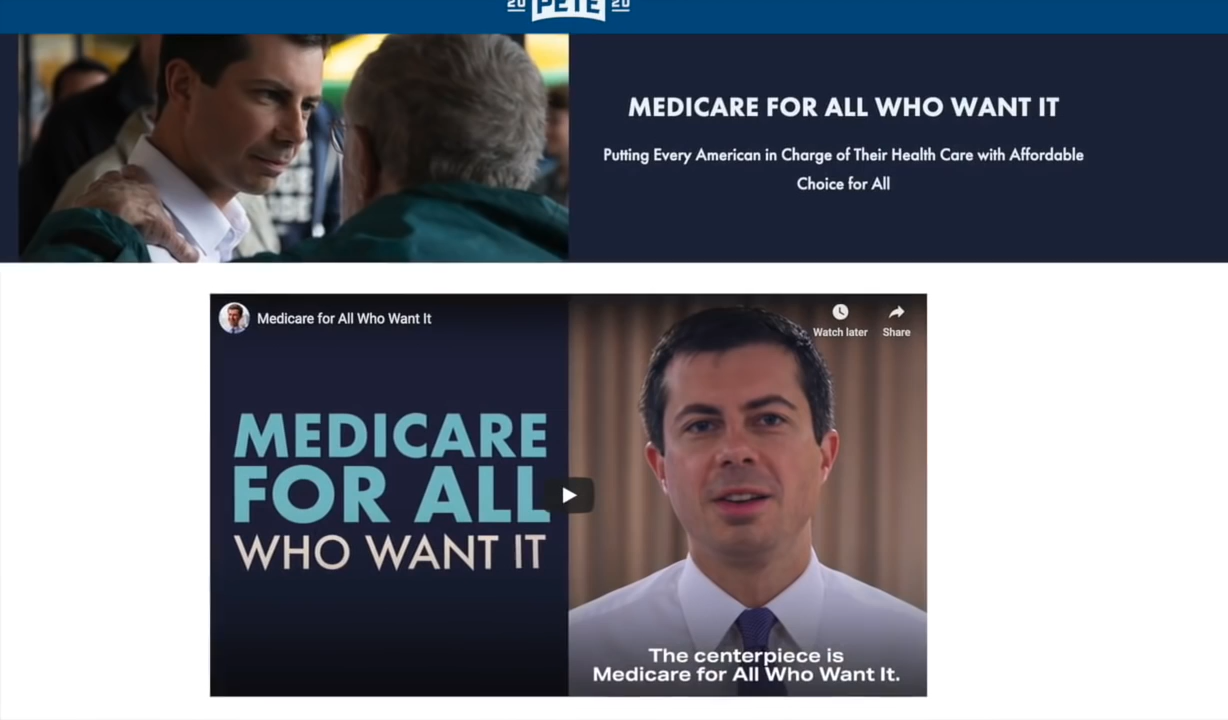 20 PETE 20
MEDICARE FOR ALL WHO WANT IT
Putting Every American in Charge of Their Health Care with Affordable
Choice for All
Medicare for All Who Want It
Watch later
Share
MEDICARE
FOR ALL
WHO WANT IT
The centerpiece is
Medicare for All Who Want It.